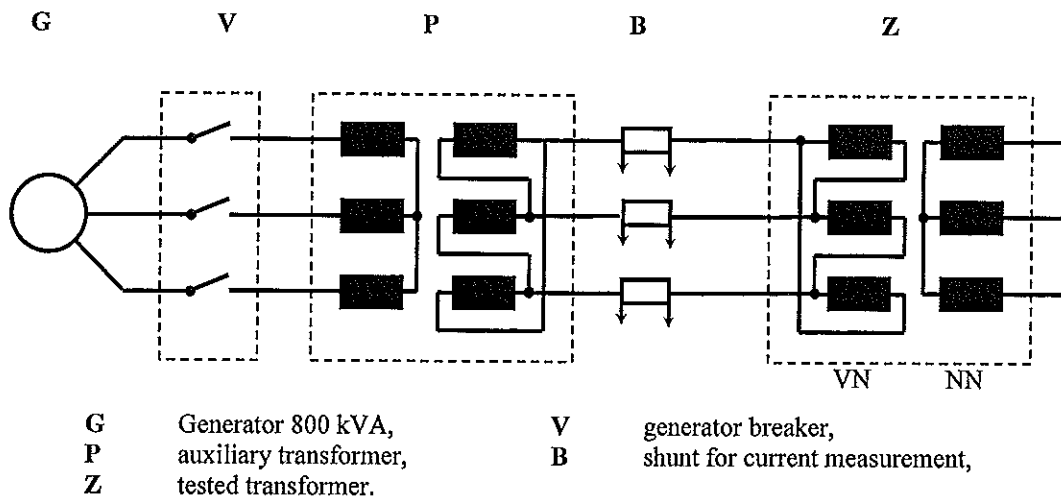 G V P B Z
VN NN
G Generator 800 kVA, V generator breaker,
P auxiliary transformer, B shunt for current measurement,
Z tested transformer.